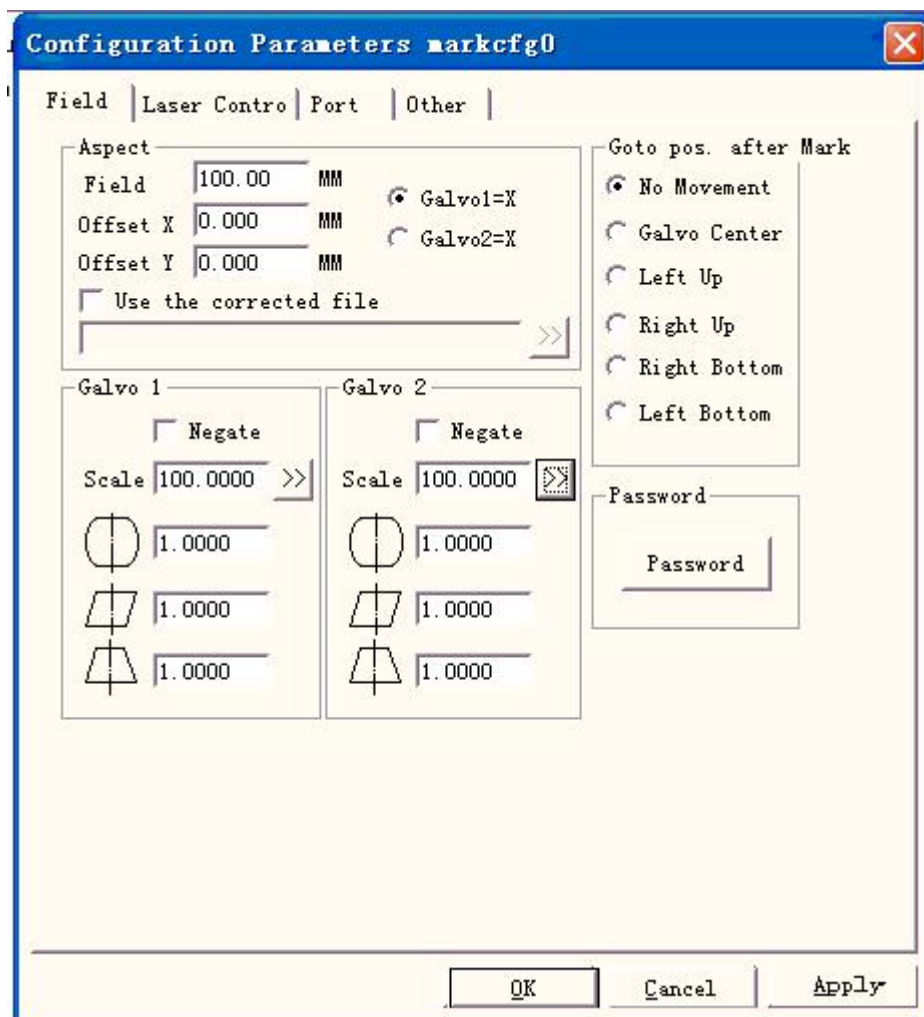 Configuration Parameters markcfg0
Field Laser Contro Port Other
Aspect
Field 100.00 MM
Offset X 0.000 MM
Offset Y 0.000 MM
Galvo1=X
Galvo2=X
Use the corrected file
>>
Goto pos. after Mark
No Movement
Galvo Center
Left Up
Right Up
Right Bottom
Left Bottom
Galvo 1
Negate
Scale 100.0000 >>
1.0000
1.0000
1.0000
Galvo 2
Negate
Scale 100.0000 >>
1.0000
1.0000
1.0000
Password
Password
OK Cancel Apply